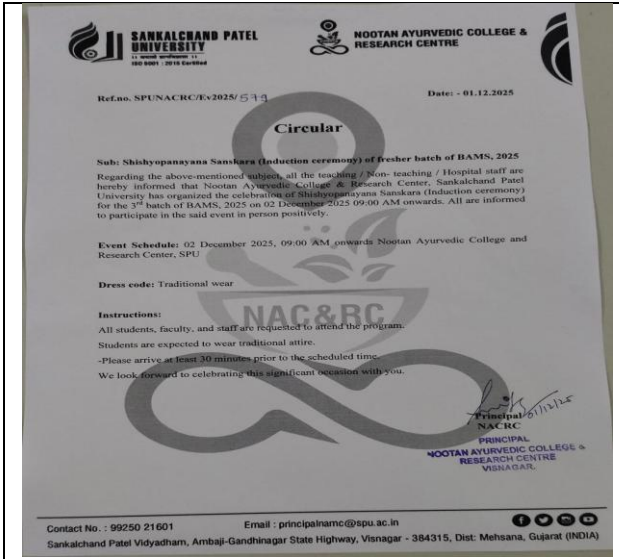 SANKALCHAND PATEL
UNIVERSITY
ISO 9001 : 2015 Certified
NOOTAN AYURVEDIC COLLEGE &
RESEARCH CENTRE
Ref.no. SPUNACRC/Ev2025/579
Date: - 01.12.2025
Circular
Sub: Shishyopanayana Sanskara (Induction ceremony) of fresher batch of BAMS, 2025
Regarding the above-mentioned subject, all the teaching / Non- teaching / Hospital staff are
hereby informed that Nootan Ayurvedic College & Research Center, Sankalchand Patel
University has organized the celebration of Shishyopanayana Sanskara (Induction ceremony)
for the 3rd batch of BAMS, 2025 on 02 December 2025 09:00 AM onwards. All are informed
to participate in the said event in person positively.
Event Schedule: 02 December 2025, 09:00 AM onwards Nootan Ayurvedic College and
Research Center, SPU
Dress code: Traditional wear
NAC&RC
Instructions:
All students, faculty, and staff are requested to attend the program.
Students are expected to wear traditional attire.
-Please arrive at least 30 minutes prior to the scheduled time.
We look forward to celebrating this significant occasion with you.
01/12/25
Principal
NACRC
PRINCIPAL
NOOTAN AYURVEDIC COLLEGE &
RESEARCH CENTRE
VISNAGAR.
Contact No. : 99250 21601
Email : principalnamc@spu.ac.in
Sankalchand Patel Vidyadham, Ambaji-Gandhinagar State Highway, Visnagar - 384315, Dist: Mehsana, Gujarat (INDIA)